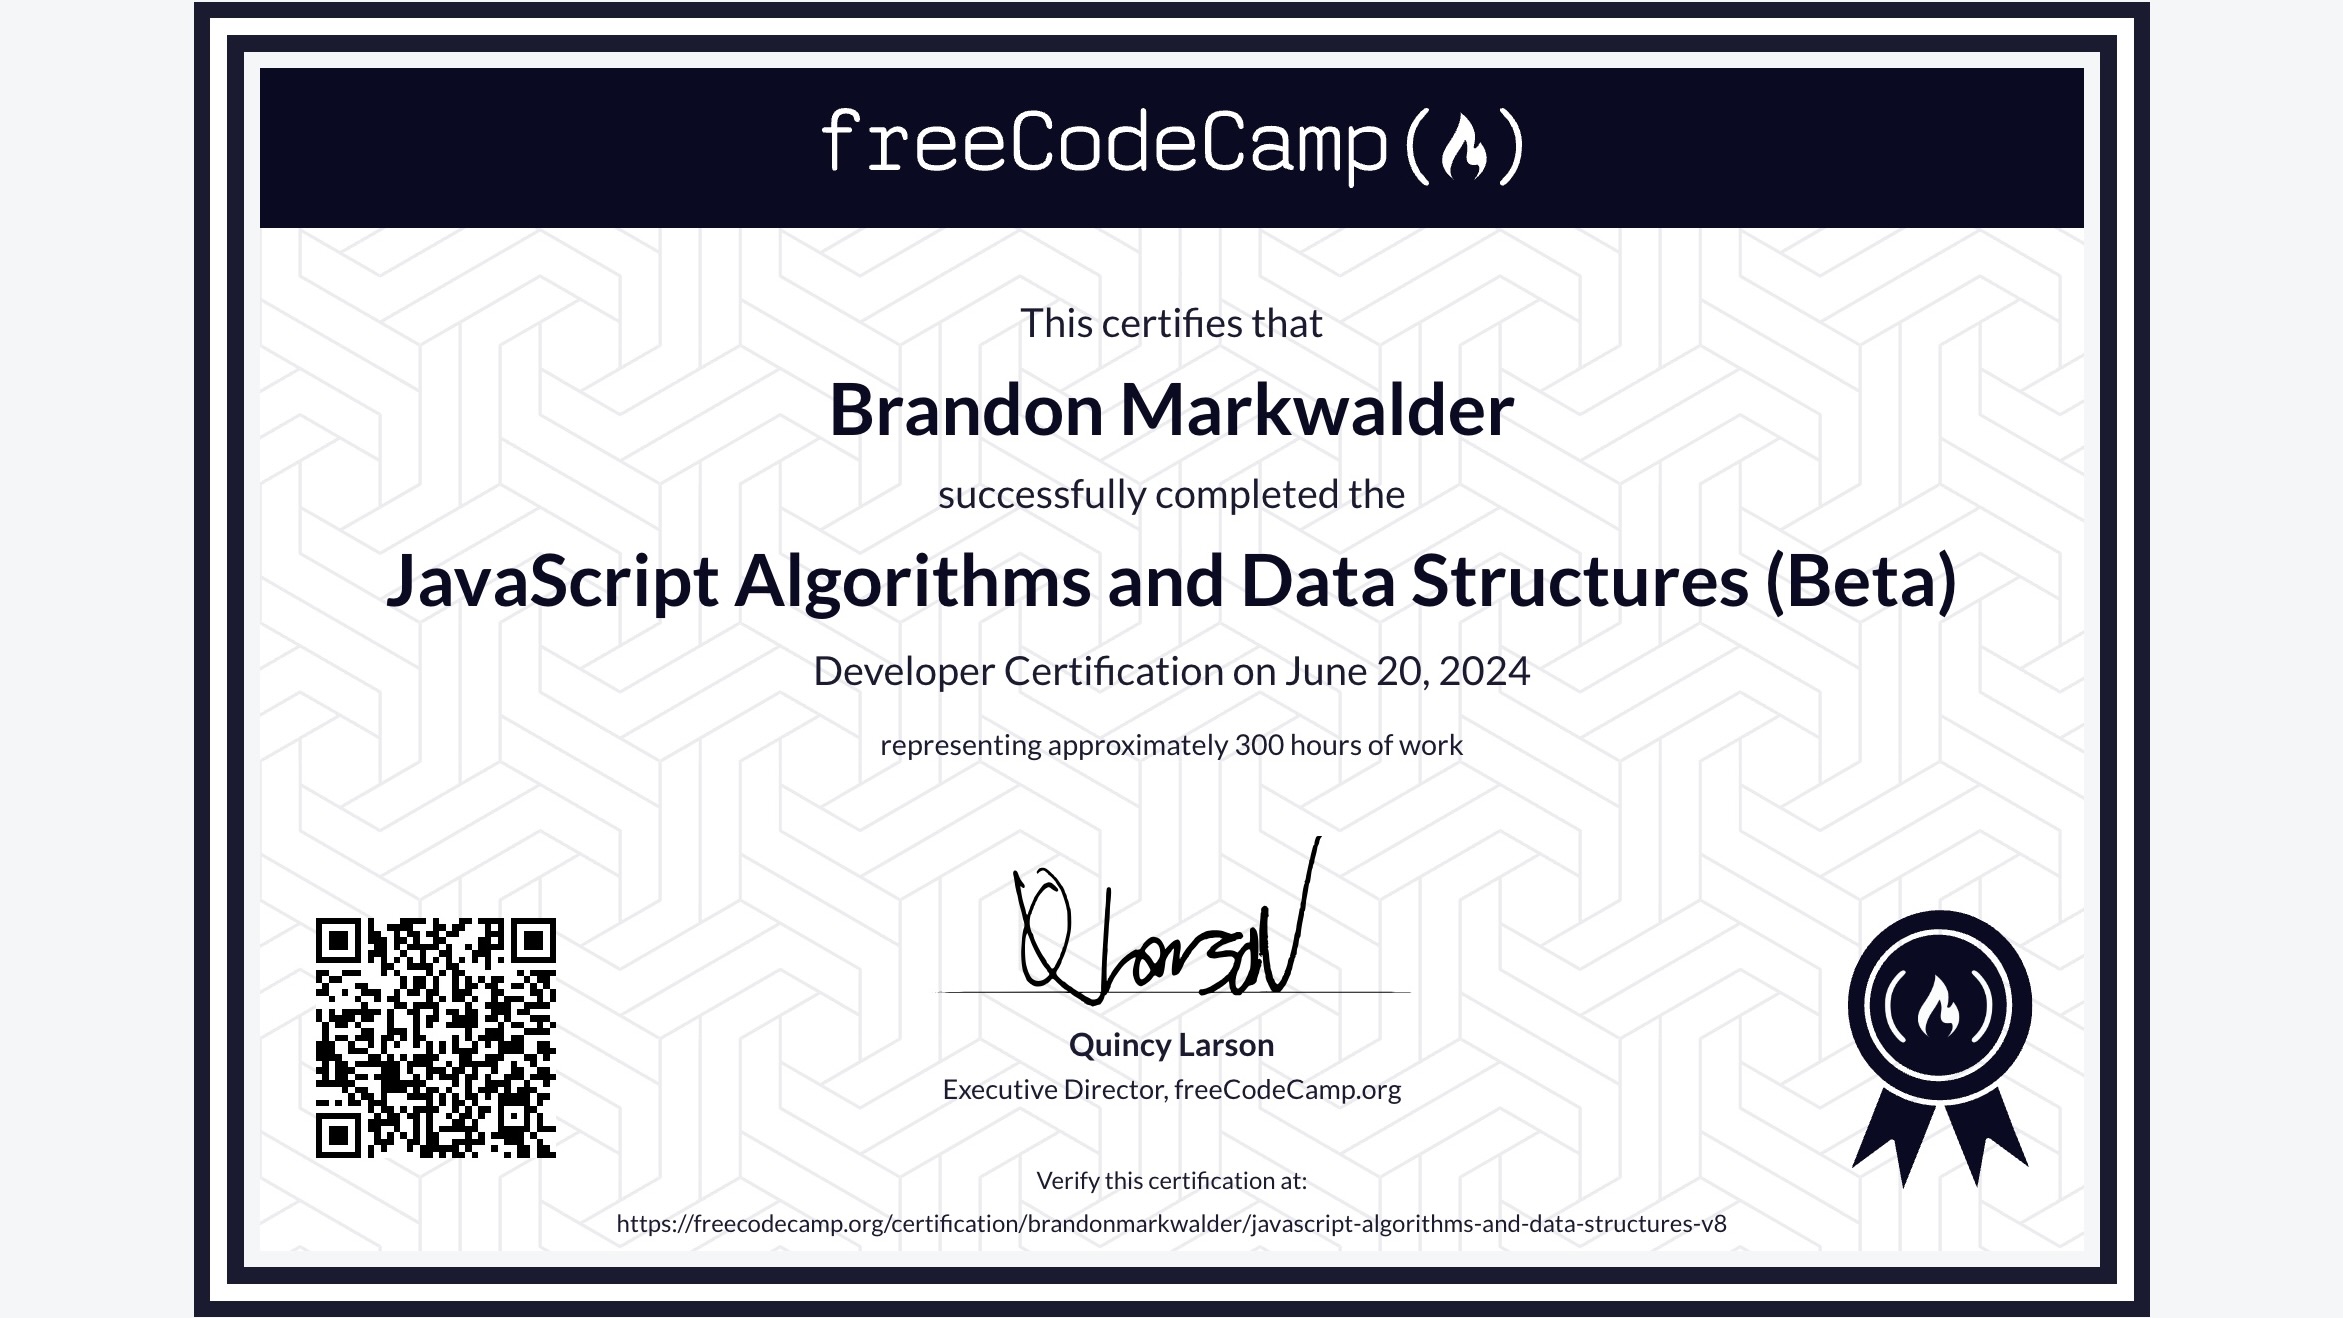 freeCodeCamp
This certifies that
Brandon Markwalder
successfully completed the
JavaScript Algorithms and Data Structures (Beta)
Developer Certification on June 20, 2024
representing approximately 300 hours of work
Q Larson
Quincy Larson
Executive Director, freeCodeCamp.org
Verify this certification at:
https://freecodecamp.org/certification/brandonmarkwalder/javascript-algorithms-and-data-structures-v8